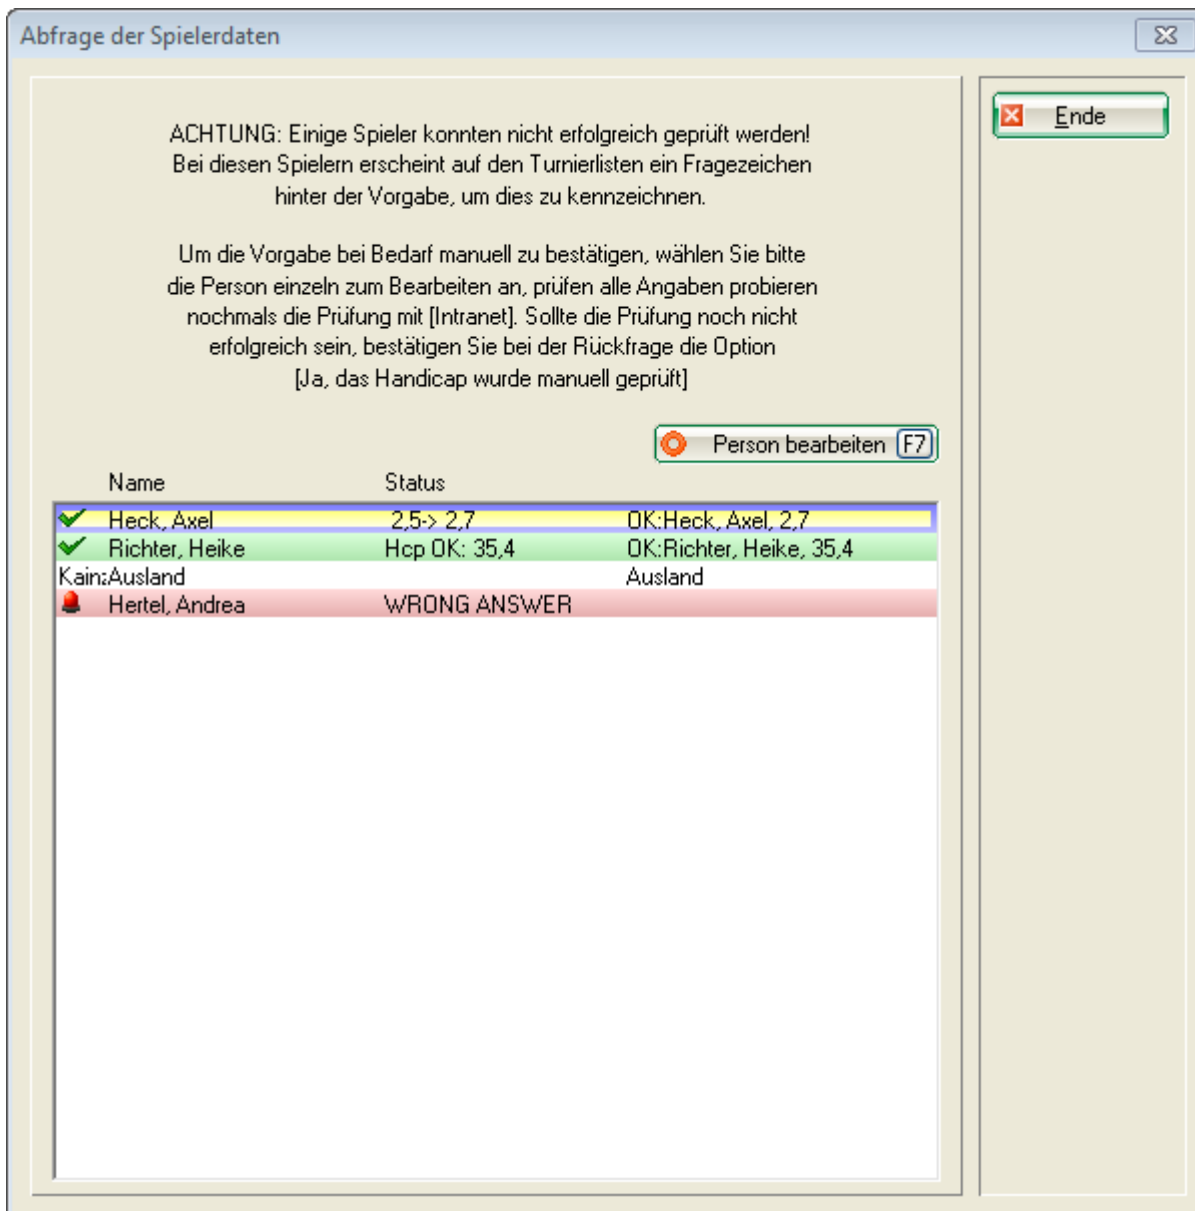 Abfrage der Spielerdaten
Ende
ACHTUNG: Einige Spieler konnten nicht erfolgreich geprüft werden!
Bei diesen Spielern erscheint auf den Turnierlisten ein Fragezeichen
hinter der Vorgabe, um dies zu kennzeichnen.
Um die Vorgabe bei Bedarf manuell zu bestätigen, wählen Sie bitte
die Person einzeln zum Bearbeiten an, prüfen alle Angaben probieren
nochmals die Prüfung mit [Intranet]. Sollte die Prüfung noch nicht
erfolgreich sein, bestätigen Sie bei der Rückfrage die Option
[Ja, das Handicap wurde manuell geprüft]
Person bearbeiten F7
Name Status
Heck, Axel 2,5-> 2,7 OK:Heck, Axel, 2,7
Richter, Heike Hcp OK: 35,4 OK:Richter, Heike, 35,4
Kainz Ausland Ausland
Hertel, Andrea WRONG ANSWER